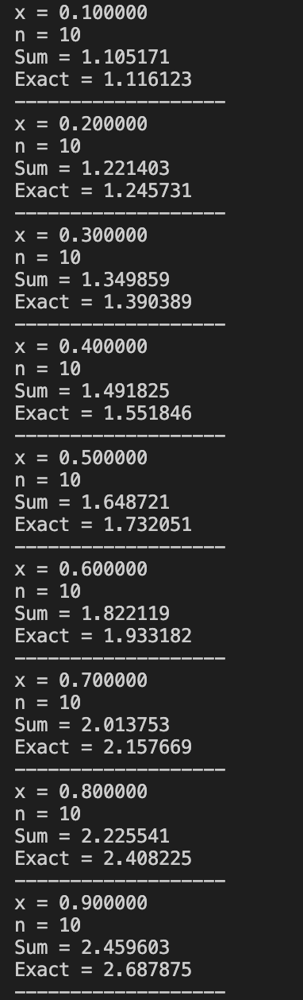 x = 0.100000
n = 10
Sum = 1.105171
Exact = 1.116123
-------------------
x = 0.200000
n = 10
Sum = 1.221403
Exact = 1.245731
-------------------
x = 0.300000
n = 10
Sum = 1.349859
Exact = 1.390389
-------------------
x = 0.400000
n = 10
Sum = 1.491825
Exact = 1.551846
-------------------
x = 0.500000
n = 10
Sum = 1.648721
Exact = 1.732051
-------------------
x = 0.600000
n = 10
Sum = 1.822119
Exact = 1.933182
-------------------
x = 0.700000
n = 10
Sum = 2.013753
Exact = 2.157669
-------------------
x = 0.800000
n = 10
Sum = 2.225541
Exact = 2.408225
-------------------
x = 0.900000
n = 10
Sum = 2.459603
Exact = 2.687875
-------------------